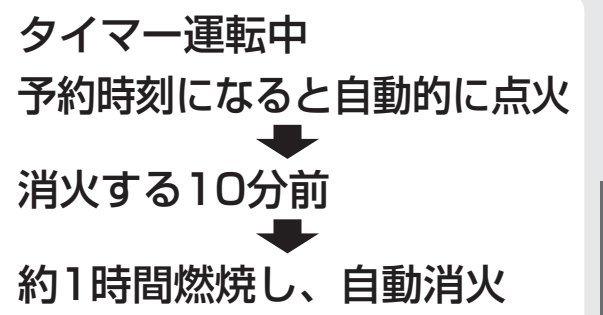 タイマー運転中
予約時刻になると自動的に点火
消火する10分前
約1時間燃焼し、自動消火